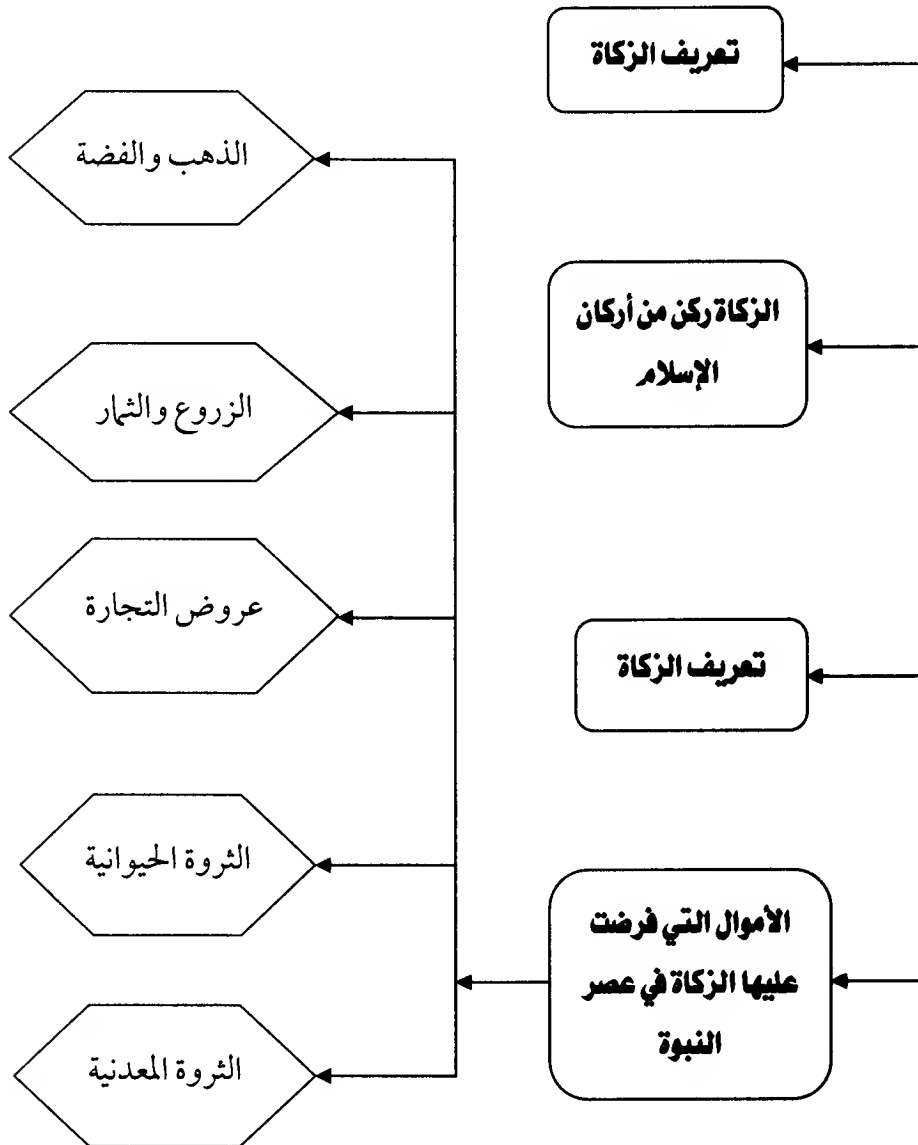 تعريف الزكاة
الزكاة ركن من أركان
الإسلام
تعريف الزكاة
الأموال التي فرضت
عليها الزكاة في عصر
النبوة
الذهب والفضة
الزروع والثمار
عروض التجارة
الثروة الحيوانية
الثروة المعدنية